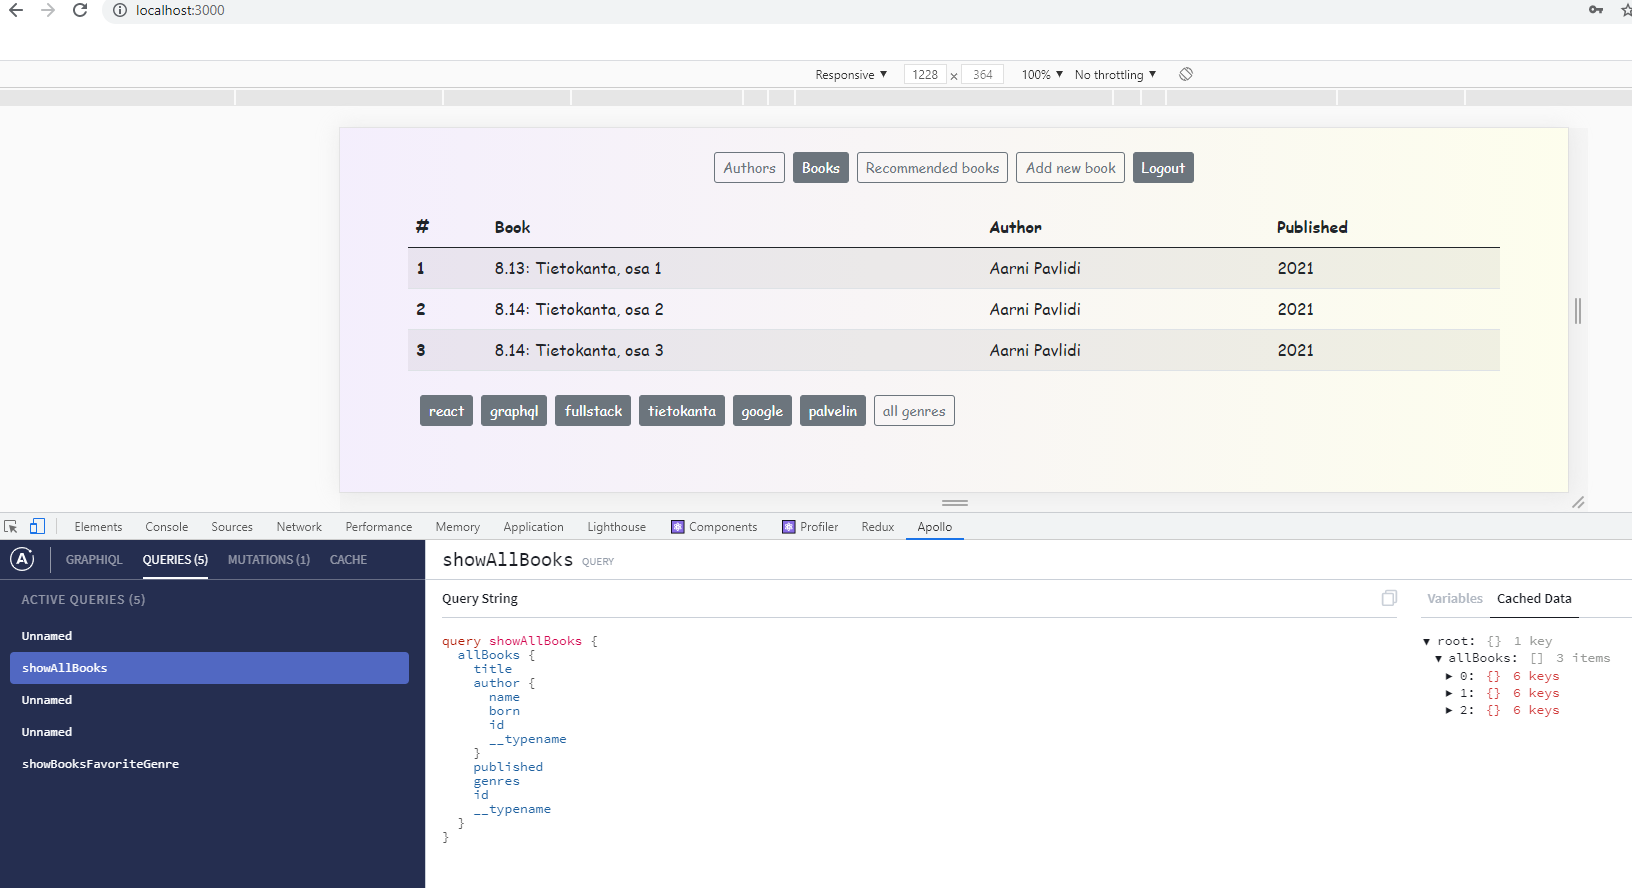 localhost:3000
Responsive ▼ 1228 x 364 100% ▼ No throttling ▼
Authors Books Recommended books Add new book Logout
# Book Author Published
1 8.13: Tietokanta, osa 1 Aarni Pavlidi 2021
2 8.14: Tietokanta, osa 2 Aarni Pavlidi 2021
3 8.14: Tietokanta, osa 3 Aarni Pavlidi 2021
react graphql fullstack tietokanta google palvelin all genres
Elements Console Sources Network Performance Memory Application Lighthouse Components Profiler Redux Apollo
A GRAPHIQL QUERIES (5) MUTATIONS (1) CACHE
ACTIVE QUERIES (5)
Unnamed
showAllBooks
Unnamed
Unnamed
showBooksFavoriteGenre
showAllBooks QUERY
Query String
query showAllBooks {
allBooks {
title
author {
name
born
id
__typename
}
published
genres
id
__typename
}
}
Variables Cached Data
▼ root: {} 1 key
▼ allBooks: [] 3 items
▶ 0: {} 6 keys
▶ 1: {} 6 keys
▶ 2: {} 6 keys